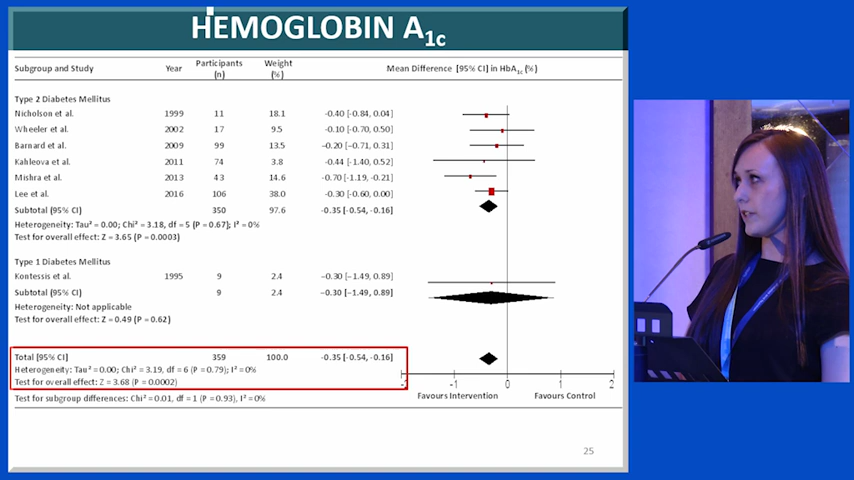 HEMOGLOBIN A1c
Subgroup and Study Year Participants (n) Weight (%) Mean Difference [95% CI] in HbA1c (%)
Type 2 Diabetes Mellitus
Nicholson et al. 1999 11 18.1 -0.40 [-0.84, 0.04]
Wheeler et al. 2002 17 9.5 -0.10 [-0.70, 0.50]
Barnard et al. 2009 99 13.5 -0.20 [-0.71, 0.31]
Kahleova et al. 2011 74 3.8 -0.44 [-1.40, 0.52]
Mishra et al. 2013 43 14.6 -0.70 [-1.19, -0.21]
Lee et al. 2016 106 38.0 -0.30 [-0.60, 0.00]
Subtotal (95% CI) 350 97.6 -0.35 [-0.54, -0.16]
Heterogeneity: Tau² = 0.00; Chi² = 3.18, df = 5 (P = 0.67); I² = 0%
Test for overall effect: Z = 3.65 (P = 0.0003)
Type 1 Diabetes Mellitus
Kontessis et al. 1995 9 2.4 -0.30 [-1.49, 0.89]
Subtotal (95% CI) 9 2.4 -0.30 [-1.49, 0.89]
Heterogeneity: Not applicable
Test for overall effect: Z = 0.49 (P = 0.62)
Total (95% CI) 359 100.0 -0.35 [-0.54, -0.16]
Heterogeneity: Tau² = 0.00; Chi² = 3.19, df = 6 (P = 0.79); I² = 0%
Test for overall effect: Z = 3.68 (P = 0.0002)
-2 -1 0 1 2
Favours Intervention Favours Control
Test for subgroup differences: Chi² = 0.01, df = 1 (P = 0.93), I² = 0%
25